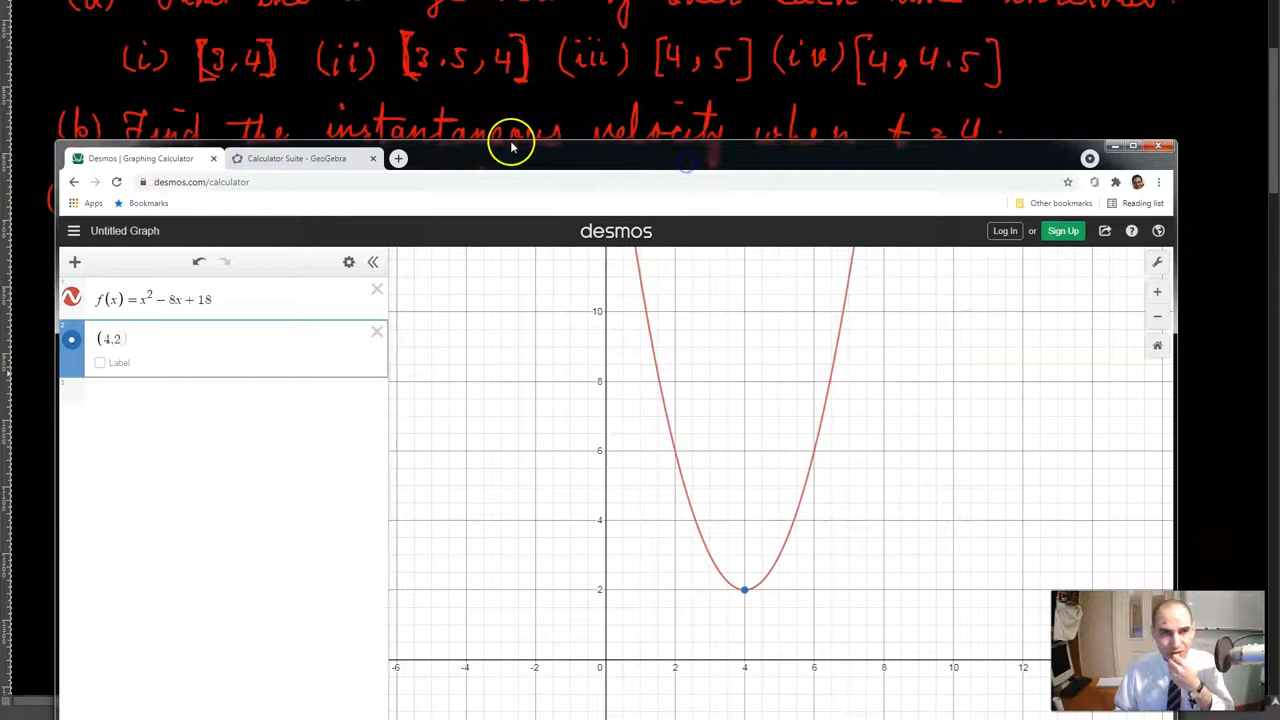 (i) [3,4] (ii) [3.5,4] (iii) [4,5] (iv) [4,4.5]
(b) Find the instantaneous velocity when t = 4.
Desmos | Graphing Calculator
Calculator Suite - GeoGebra
desmos.com/calculator
Apps
Bookmarks
Other bookmarks
Reading list
Untitled Graph
desmos
Log In or Sign Up
1
f(x) = x² − 8x + 18
2
(4,2)
Label
3
10
8
6
4
2
-6 -4 -2 0 2 4 6 8 10 12